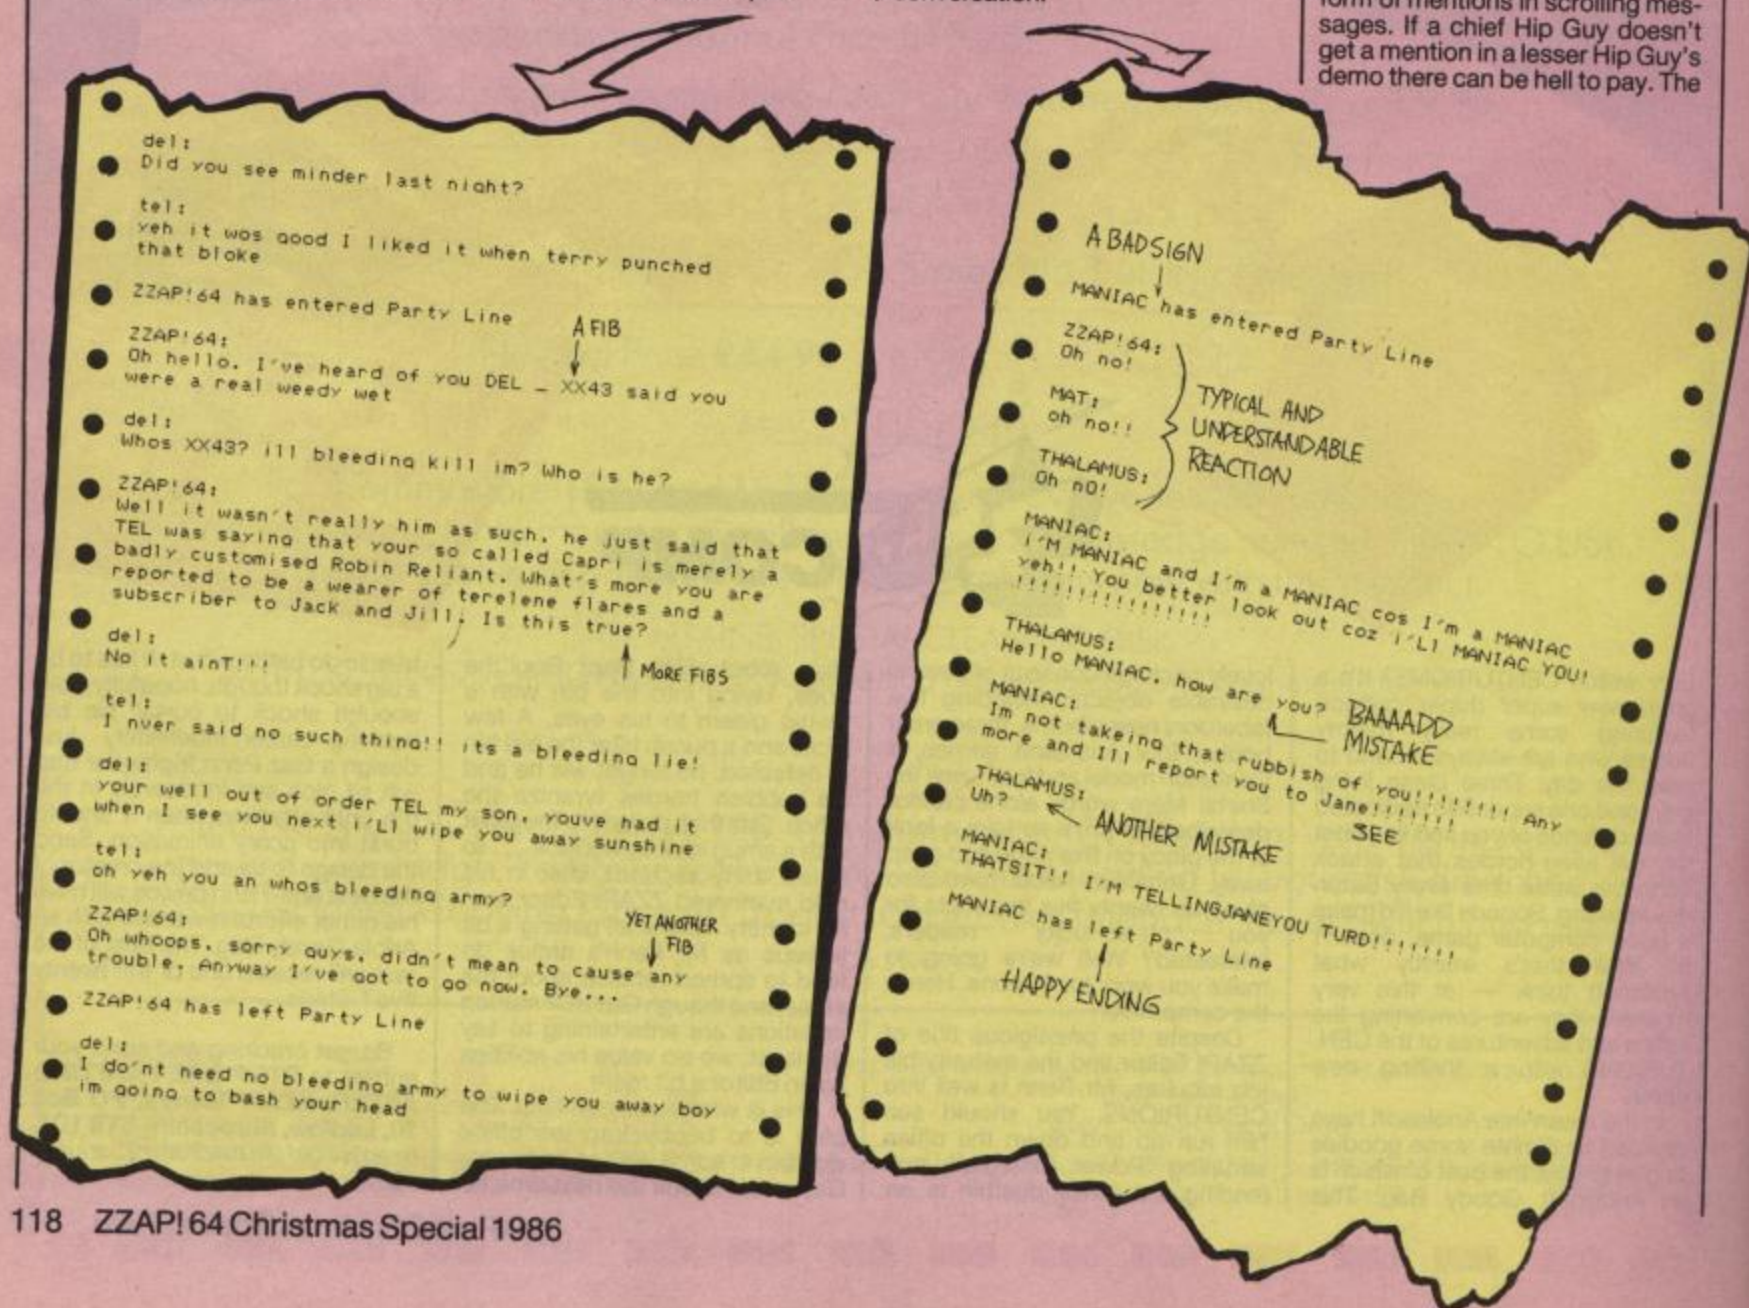 form of mentions in scrolling mes-
sages. If a chief Hip Guy doesn't
get a mention in a lesser Hip Guy's
demo there can be hell to pay. The
del:
Did you see minder last night?
tel:
yeh it wos good I liked it when terry punched
that bloke
ZZAP!64 has entered Party Line
A FIB
ZZAP!64:
Oh hello. I've heard of you DEL - XX43 said you
were a real weedy wet
del:
Whos XX43? ill bleeding kill im? Who is he?
ZZAP!64:
Well it wasn't really him as such, he just said that
TEL was saying that your so called Capri is merely a
badly customised Robin Reliant. What's more you are
reported to be a wearer of terelene flares and a
subscriber to Jack and Jill. Is this true?
MORE FIBS
del:
No it ainT!!!
tel:
I nver said no such thing!! its a bleeding lie!
del:
your well out of order TEL my son, youve had it
when I see you next i'Ll wipe you away sunshine
tel:
oh yeh you an whos bleeding army?
YET ANOTHER
FIB
ZZAP!64:
Oh whoops, sorry guys, didn't mean to cause any
trouble. Anyway I've got to go now. Bye...
ZZAP!64 has left Party Line
del:
I do'nt need no bleeding army to wipe you away boy
im going to bash your head
A BAD SIGN
MANIAC has entered Party Line
ZZAP!64:
Oh no!
MAT:
oh no!!
THALAMUS:
Oh nO!
TYPICAL AND
UNDERSTANDABLE
REACTION
MANIAC:
i'M MANIAC and I'm a MANIAC cos I'm a MANIAC
yeh!! You better look out coz i'Ll MANIAC YOU!
!!!!!!!!!!!!!!!!
THALAMUS:
Hello MANIAC, how are you?
BAAAADD
MISTAKE
MANIAC:
Im not takeing that rubbish of you!!!!!!!! Any
more and Ill report you to Jane!!!!!!!
SEE
THALAMUS:
Uh?
ANOTHER MISTAKE
MANIAC:
THATSIT!! I'M TELLINGJANEYOU TURD!!!!!!!
MANIAC has left Party Line
HAPPY ENDING
118 ZZAP! 64 Christmas Special 1986